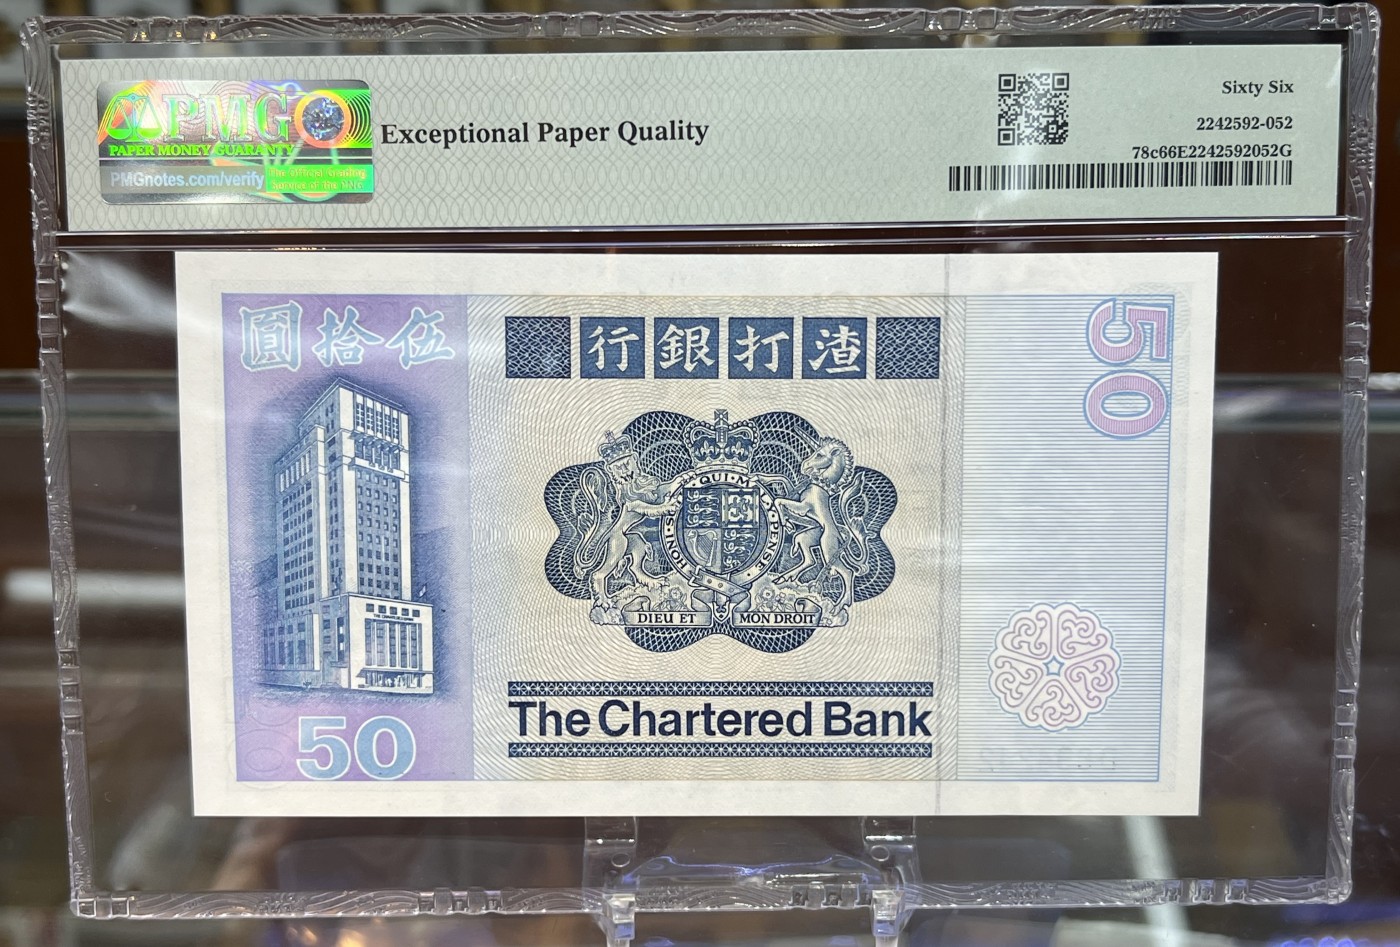 PMG
PAPER MONEY GUARANTY
PMGnotes.com/verify
Exceptional Paper Quality
Sixty Six
2242592-052
78c66E2242592052G
圓拾伍
行銀打渣
50
HONI·SOIT·QUI·MAL·Y·PENSE·
DIEU ET MON DROIT
50
The Chartered Bank